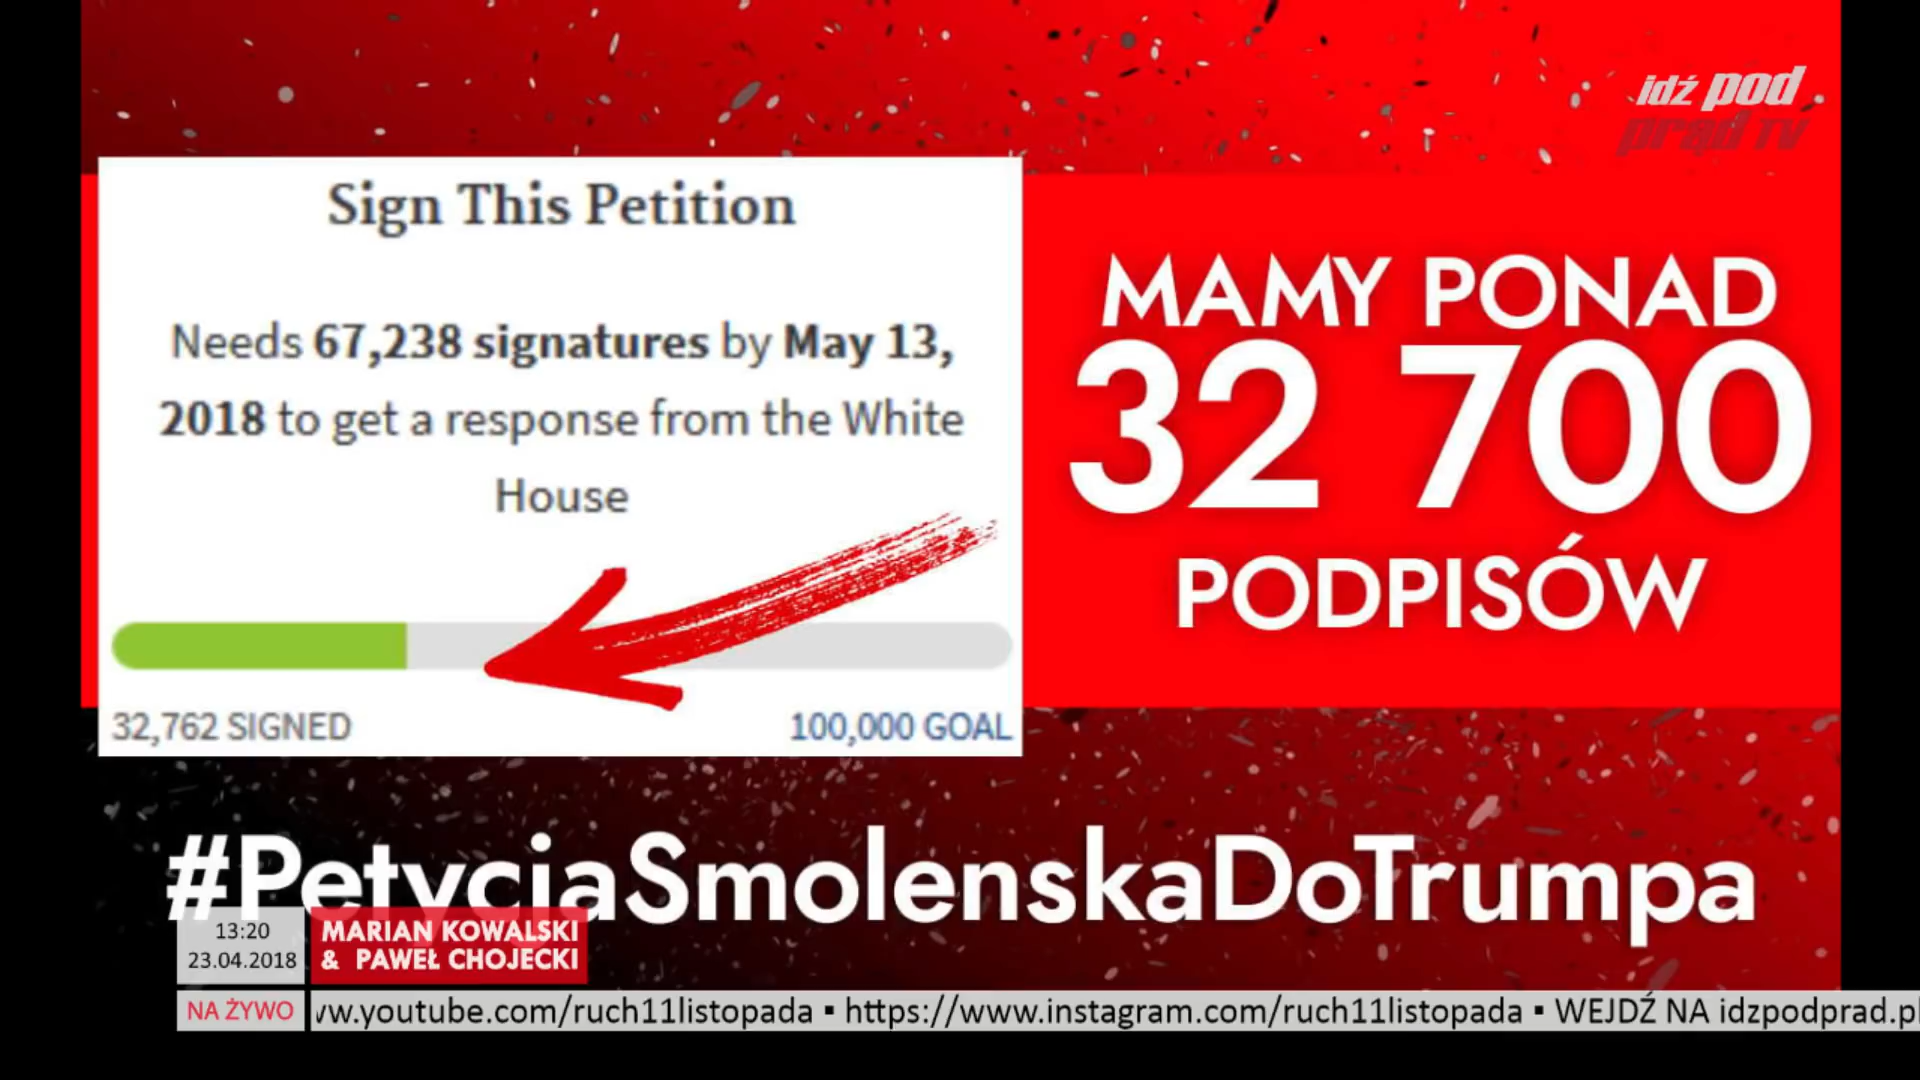 idź pod
prąd TV
Sign This Petition
Needs 67,238 signatures by May 13,
2018 to get a response from the White
House
32,762 SIGNED
100,000 GOAL
MAMY PONAD
32 700
PODPISÓW
#PetycjaSmolenskaDoTrumpa
13:20
23.04.2018
MARIAN KOWALSKI
& PAWEŁ CHOJECKI
NA ŻYWO
w.youtube.com/ruch11listopada ▪ https://www.instagram.com/ruch11listopada ▪ WEJDŹ NA idzpodprad.pl